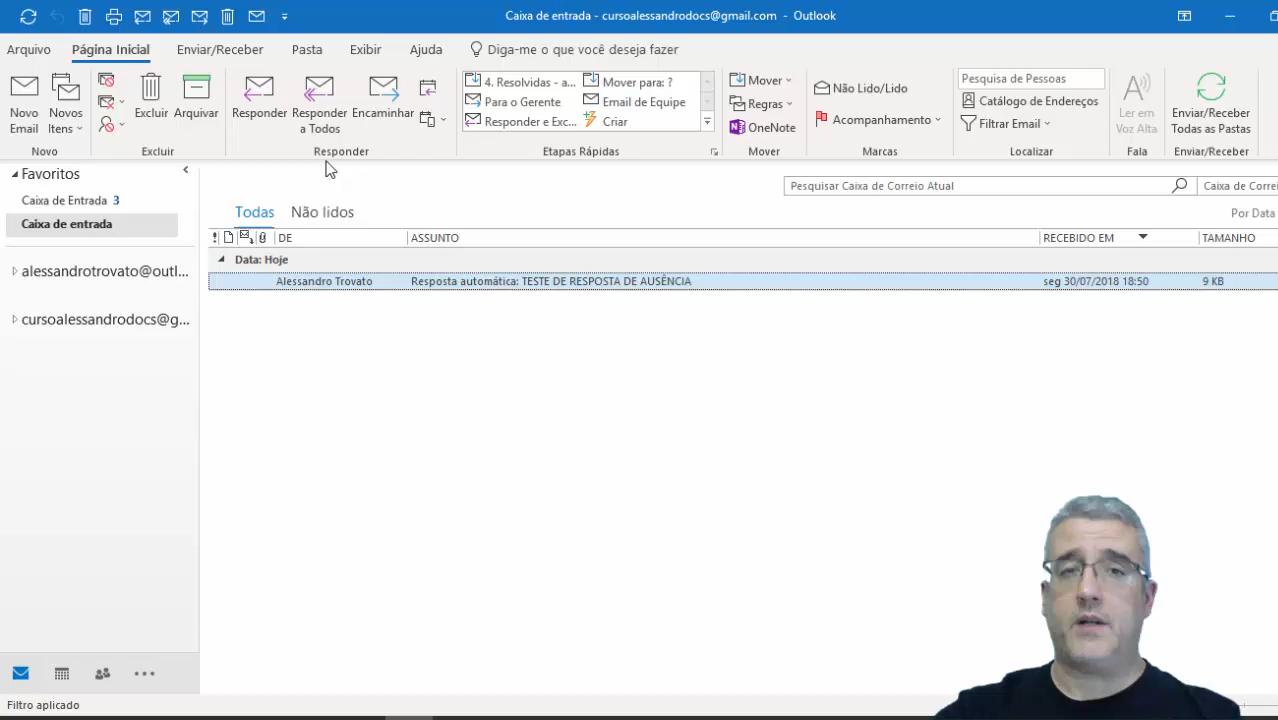 Caixa de entrada - cursoalessandrodocs@gmail.com - Outlook
Arquivo Página Inicial Enviar/Receber Pasta Exibir Ajuda Diga-me o que você deseja fazer
Novo Email
Novos Itens
Novo
Excluir
Arquivar
Excluir
Responder
Responder a Todos
Encaminhar
Responder
4. Resolvidas - a...
Para o Gerente
Responder e Exc...
Mover para: ?
Email de Equipe
Criar
Etapas Rápidas
Mover
Regras
OneNote
Mover
Não Lido/Lido
Acompanhamento
Marcas
Pesquisa de Pessoas
Catálogo de Endereços
Filtrar Email
Localizar
Ler em Voz Alta
Fala
Enviar/Receber Todas as Pastas
Enviar/Receber
Favoritos
Caixa de Entrada 3
Caixa de entrada
alessandrotrovato@outl...
cursoalessandrodocs@g...
Pesquisar Caixa de Correio Atual
Caixa de Correi
Todas Não lidos
Por Data
DE ASSUNTO RECEBIDO EM TAMANHO
Data: Hoje
Alessandro Trovato Resposta automática: TESTE DE RESPOSTA DE AUSÊNCIA seg 30/07/2018 18:50 9 KB
Filtro aplicado